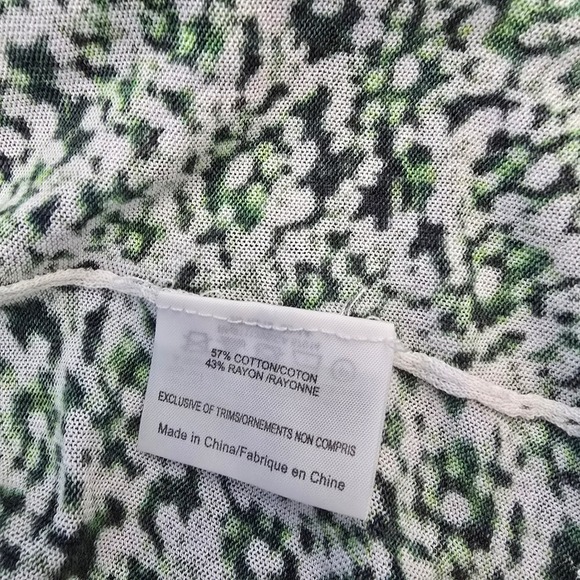 57% COTTON/COTON
43% RAYON /RAYONNE
EXCLUSIVE OF TRIMS/ORNEMENTS NON COMPRIS
Made in China/Fabrique en Chine